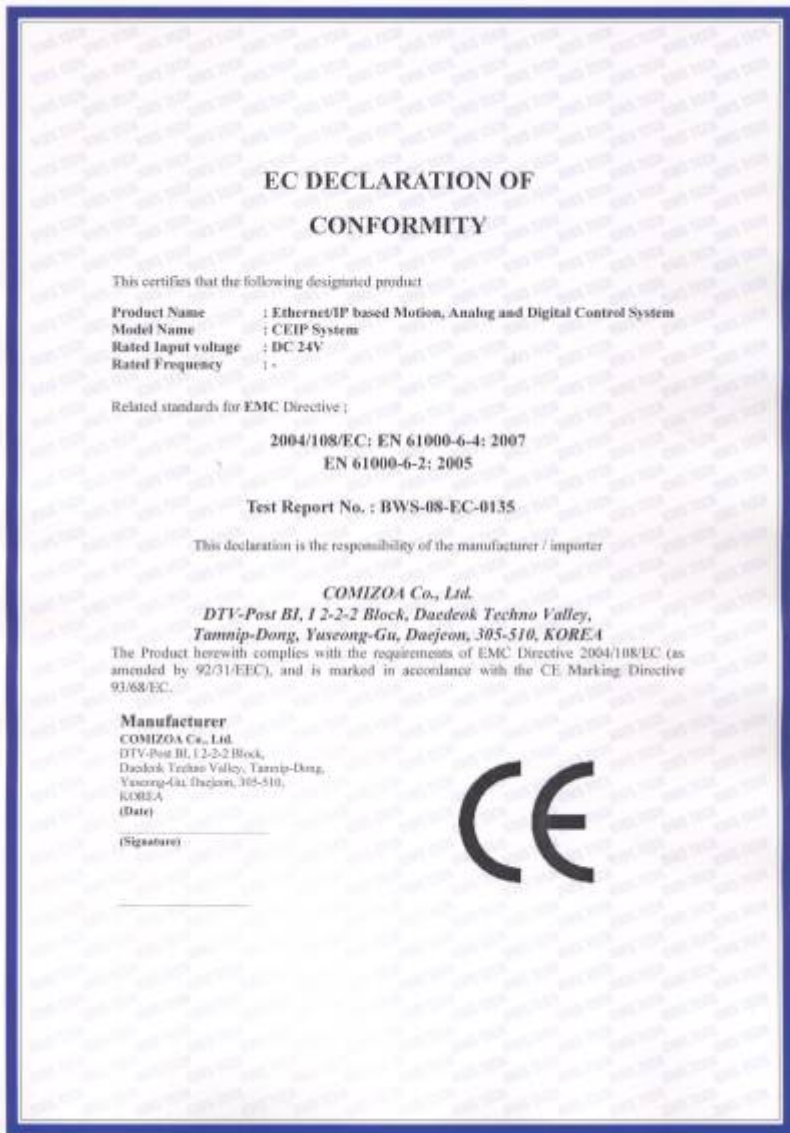 EC DECLARATION OF
CONFORMITY
This certifies that the following designated product
Product Name : Ethernet/IP based Motion, Analog and Digital Control System
Model Name : CEIP System
Rated Input voltage : DC 24V
Rated Frequency : -
Related standards for EMC Directive ;
2004/108/EC: EN 61000-6-4: 2007
EN 61000-6-2: 2005
Test Report No. : BWS-08-EC-0135
This declaration is the responsibility of the manufacturer / importer
COMIZOA Co., Ltd.
DTV-Post BI, I 2-2-2 Block, Daedeok Techno Valley,
Tamnip-Dong, Yuseong-Gu, Daejeon, 305-510, KOREA
The Product herewith complies with the requirements of EMC Directive 2004/108/EC (as
amended by 92/31/EEC), and is marked in accordance with the CE Marking Directive
93/68/EC.
Manufacturer
COMIZOA Co., Ltd.
DTV-Post BI, I 2-2-2 Block,
Daedeok Techno Valley, Tamnip-Dong,
Yuseong-Gu, Daejeon, 305-510,
KOREA
(Date)
(Signature)
CE